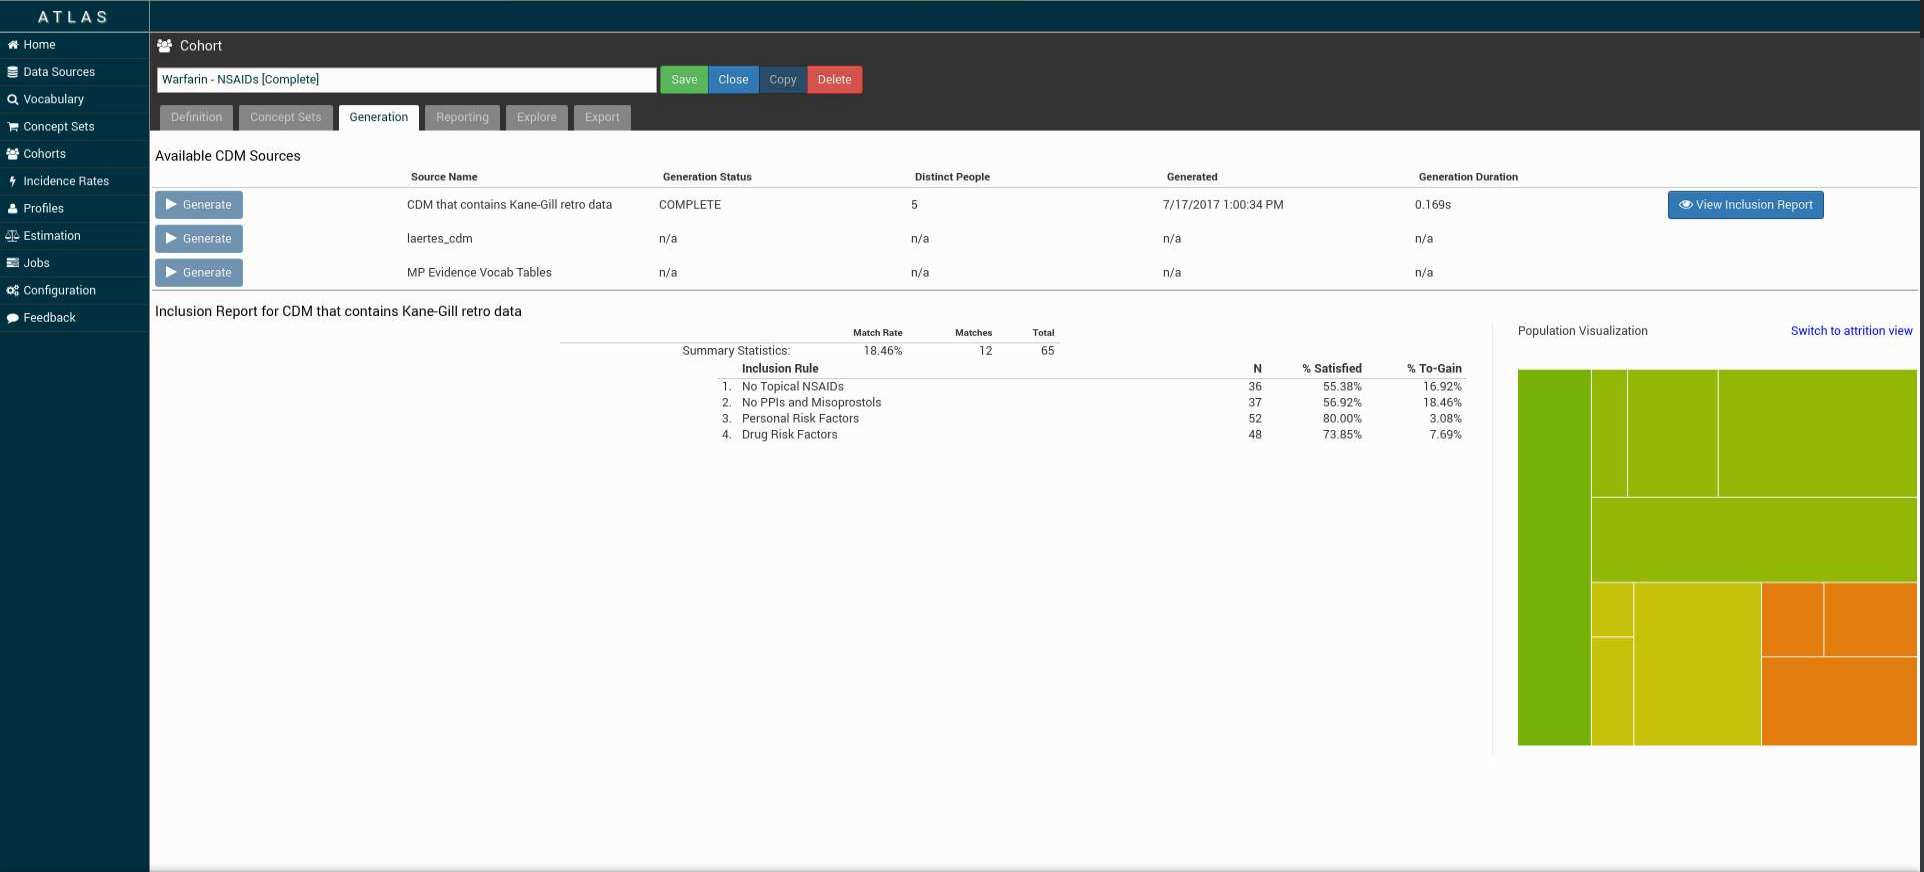 ATLAS
Home
Data Sources
Vocabulary
Concept Sets
Cohorts
Incidence Rates
Profiles
Estimation
Jobs
Configuration
Feedback
Cohort
Warfarin - NSAIDs [Complete] Save Close Copy Delete
Definition Concept Sets Generation Reporting Explore Export
Available CDM Sources
Source Name Generation Status Distinct People Generated Generation Duration
Generate CDM that contains Kane-Gill retro data COMPLETE 5 7/17/2017 1:00:34 PM 0.169s View Inclusion Report
Generate laertes_cdm n/a n/a n/a n/a
Generate MP Evidence Vocab Tables n/a n/a n/a n/a
Inclusion Report for CDM that contains Kane-Gill retro data
Match Rate Matches Total
Summary Statistics: 18.46% 12 65
Inclusion Rule N % Satisfied % To-Gain
1. No Topical NSAIDs 36 55.38% 16.92%
2. No PPIs and Misoprostols 37 56.92% 18.46%
3. Personal Risk Factors 52 80.00% 3.08%
4. Drug Risk Factors 48 73.85% 7.69%
Population Visualization Switch to attrition view